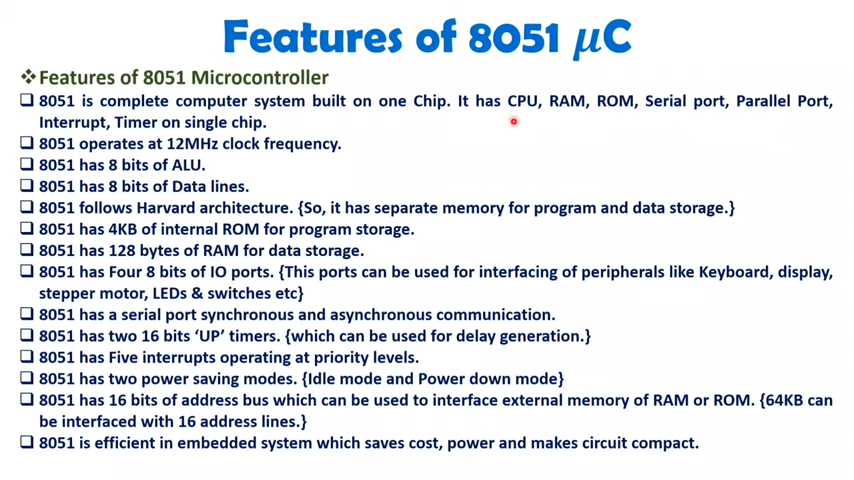 Features of 8051 μC
❖Features of 8051 Microcontroller
❑ 8051 is complete computer system built on one Chip. It has CPU, RAM, ROM, Serial port, Parallel Port,
Interrupt, Timer on single chip.
❑ 8051 operates at 12MHz clock frequency.
❑ 8051 has 8 bits of ALU.
❑ 8051 has 8 bits of Data lines.
❑ 8051 follows Harvard architecture. {So, it has separate memory for program and data storage.}
❑ 8051 has 4KB of internal ROM for program storage.
❑ 8051 has 128 bytes of RAM for data storage.
❑ 8051 has Four 8 bits of IO ports. {This ports can be used for interfacing of peripherals like Keyboard, display,
stepper motor, LEDs & switches etc}
❑ 8051 has a serial port synchronous and asynchronous communication.
❑ 8051 has two 16 bits ‘UP’ timers. {which can be used for delay generation.}
❑ 8051 has Five interrupts operating at priority levels.
❑ 8051 has two power saving modes. {Idle mode and Power down mode}
❑ 8051 has 16 bits of address bus which can be used to interface external memory of RAM or ROM. {64KB can
be interfaced with 16 address lines.}
❑ 8051 is efficient in embedded system which saves cost, power and makes circuit compact.